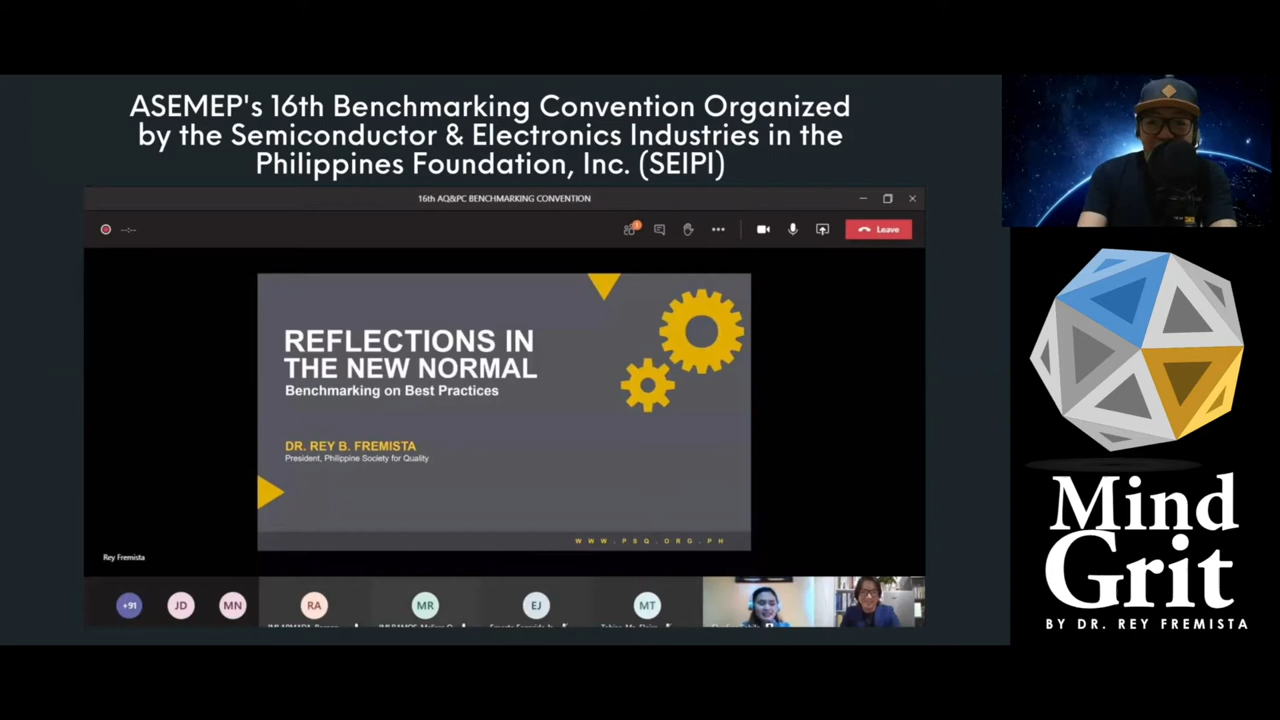 ASEMEP's 16th Benchmarking Convention Organized
by the Semiconductor & Electronics Industries in the
Philippines Foundation, Inc. (SEIPI)
16th AQ&PC BENCHMARKING CONVENTION
--:--
1
Leave
REFLECTIONS IN
THE NEW NORMAL
Benchmarking on Best Practices
DR. REY B. FREMISTA
President, Philippine Society for Quality
WWW.PSQ.ORG.PH
Rey Fremista
+91
JD
MN
RA
MR
EJ
MT
Mind
Grit
BY DR. REY FREMISTA